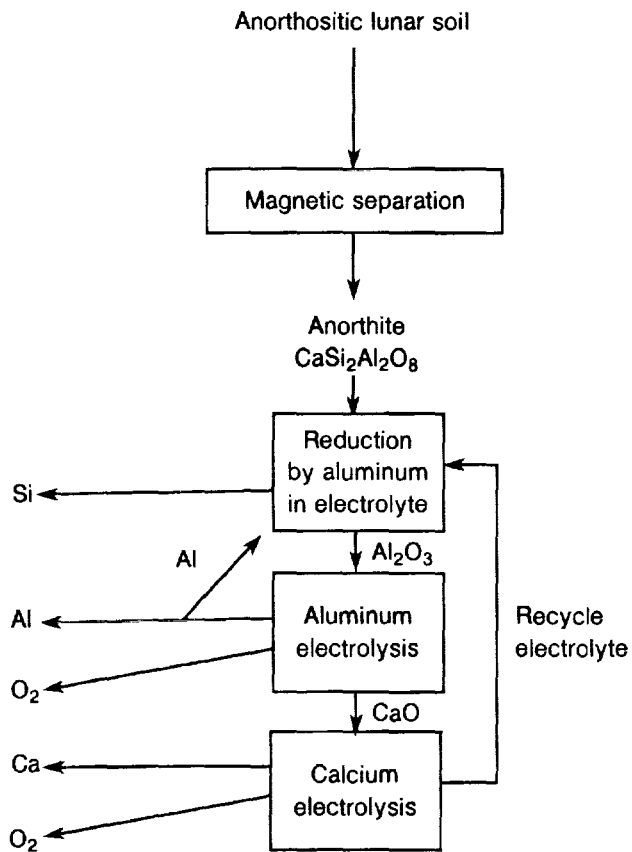 Anorthositic lunar soil
Magnetic separation
Anorthite
CaSi₂Al₂O₈
Reduction
by aluminum
in electrolyte
Si
Al
Al₂O₃
Al
Aluminum
electrolysis
Recycle
electrolyte
O₂
CaO
Ca
Calcium
electrolysis
O₂